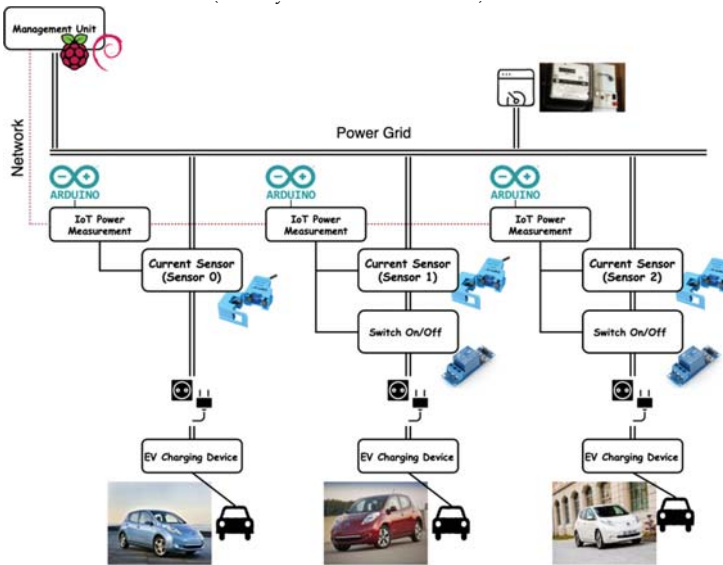 Management Unit
Network
Power Grid
ARDUINO
ARDUINO
ARDUINO
IoT Power
Measurement
IoT Power
Measurement
IoT Power
Measurement
Current Sensor
(Sensor 0)
Current Sensor
(Sensor 1)
Current Sensor
(Sensor 2)
Switch On/Off
Switch On/Off
EV Charging Device
EV Charging Device
EV Charging Device